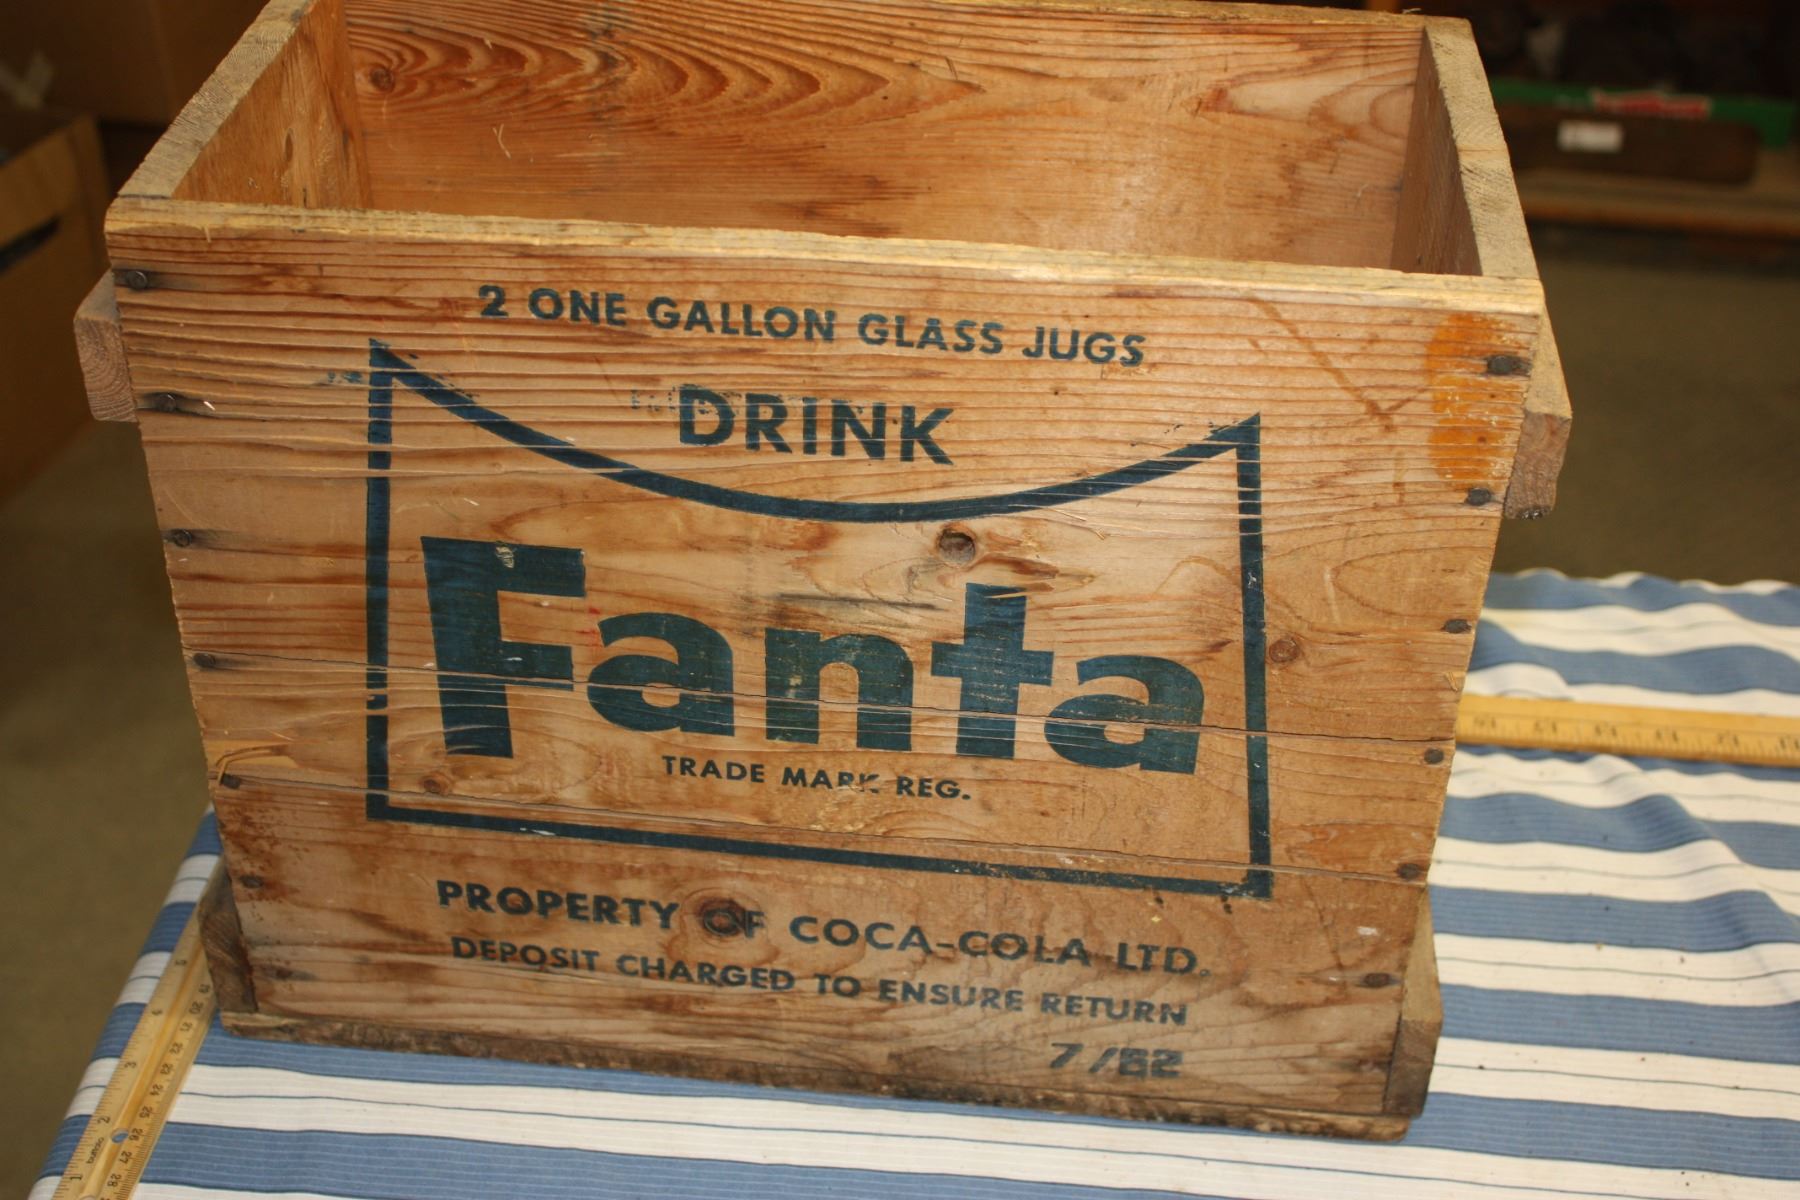 2 ONE GALLON GLASS JUGS
DRINK
Fanta
TRADE MARK REG.
PROPERTY OF COCA-COLA LTD.
DEPOSIT CHARGED TO ENSURE RETURN
7/62